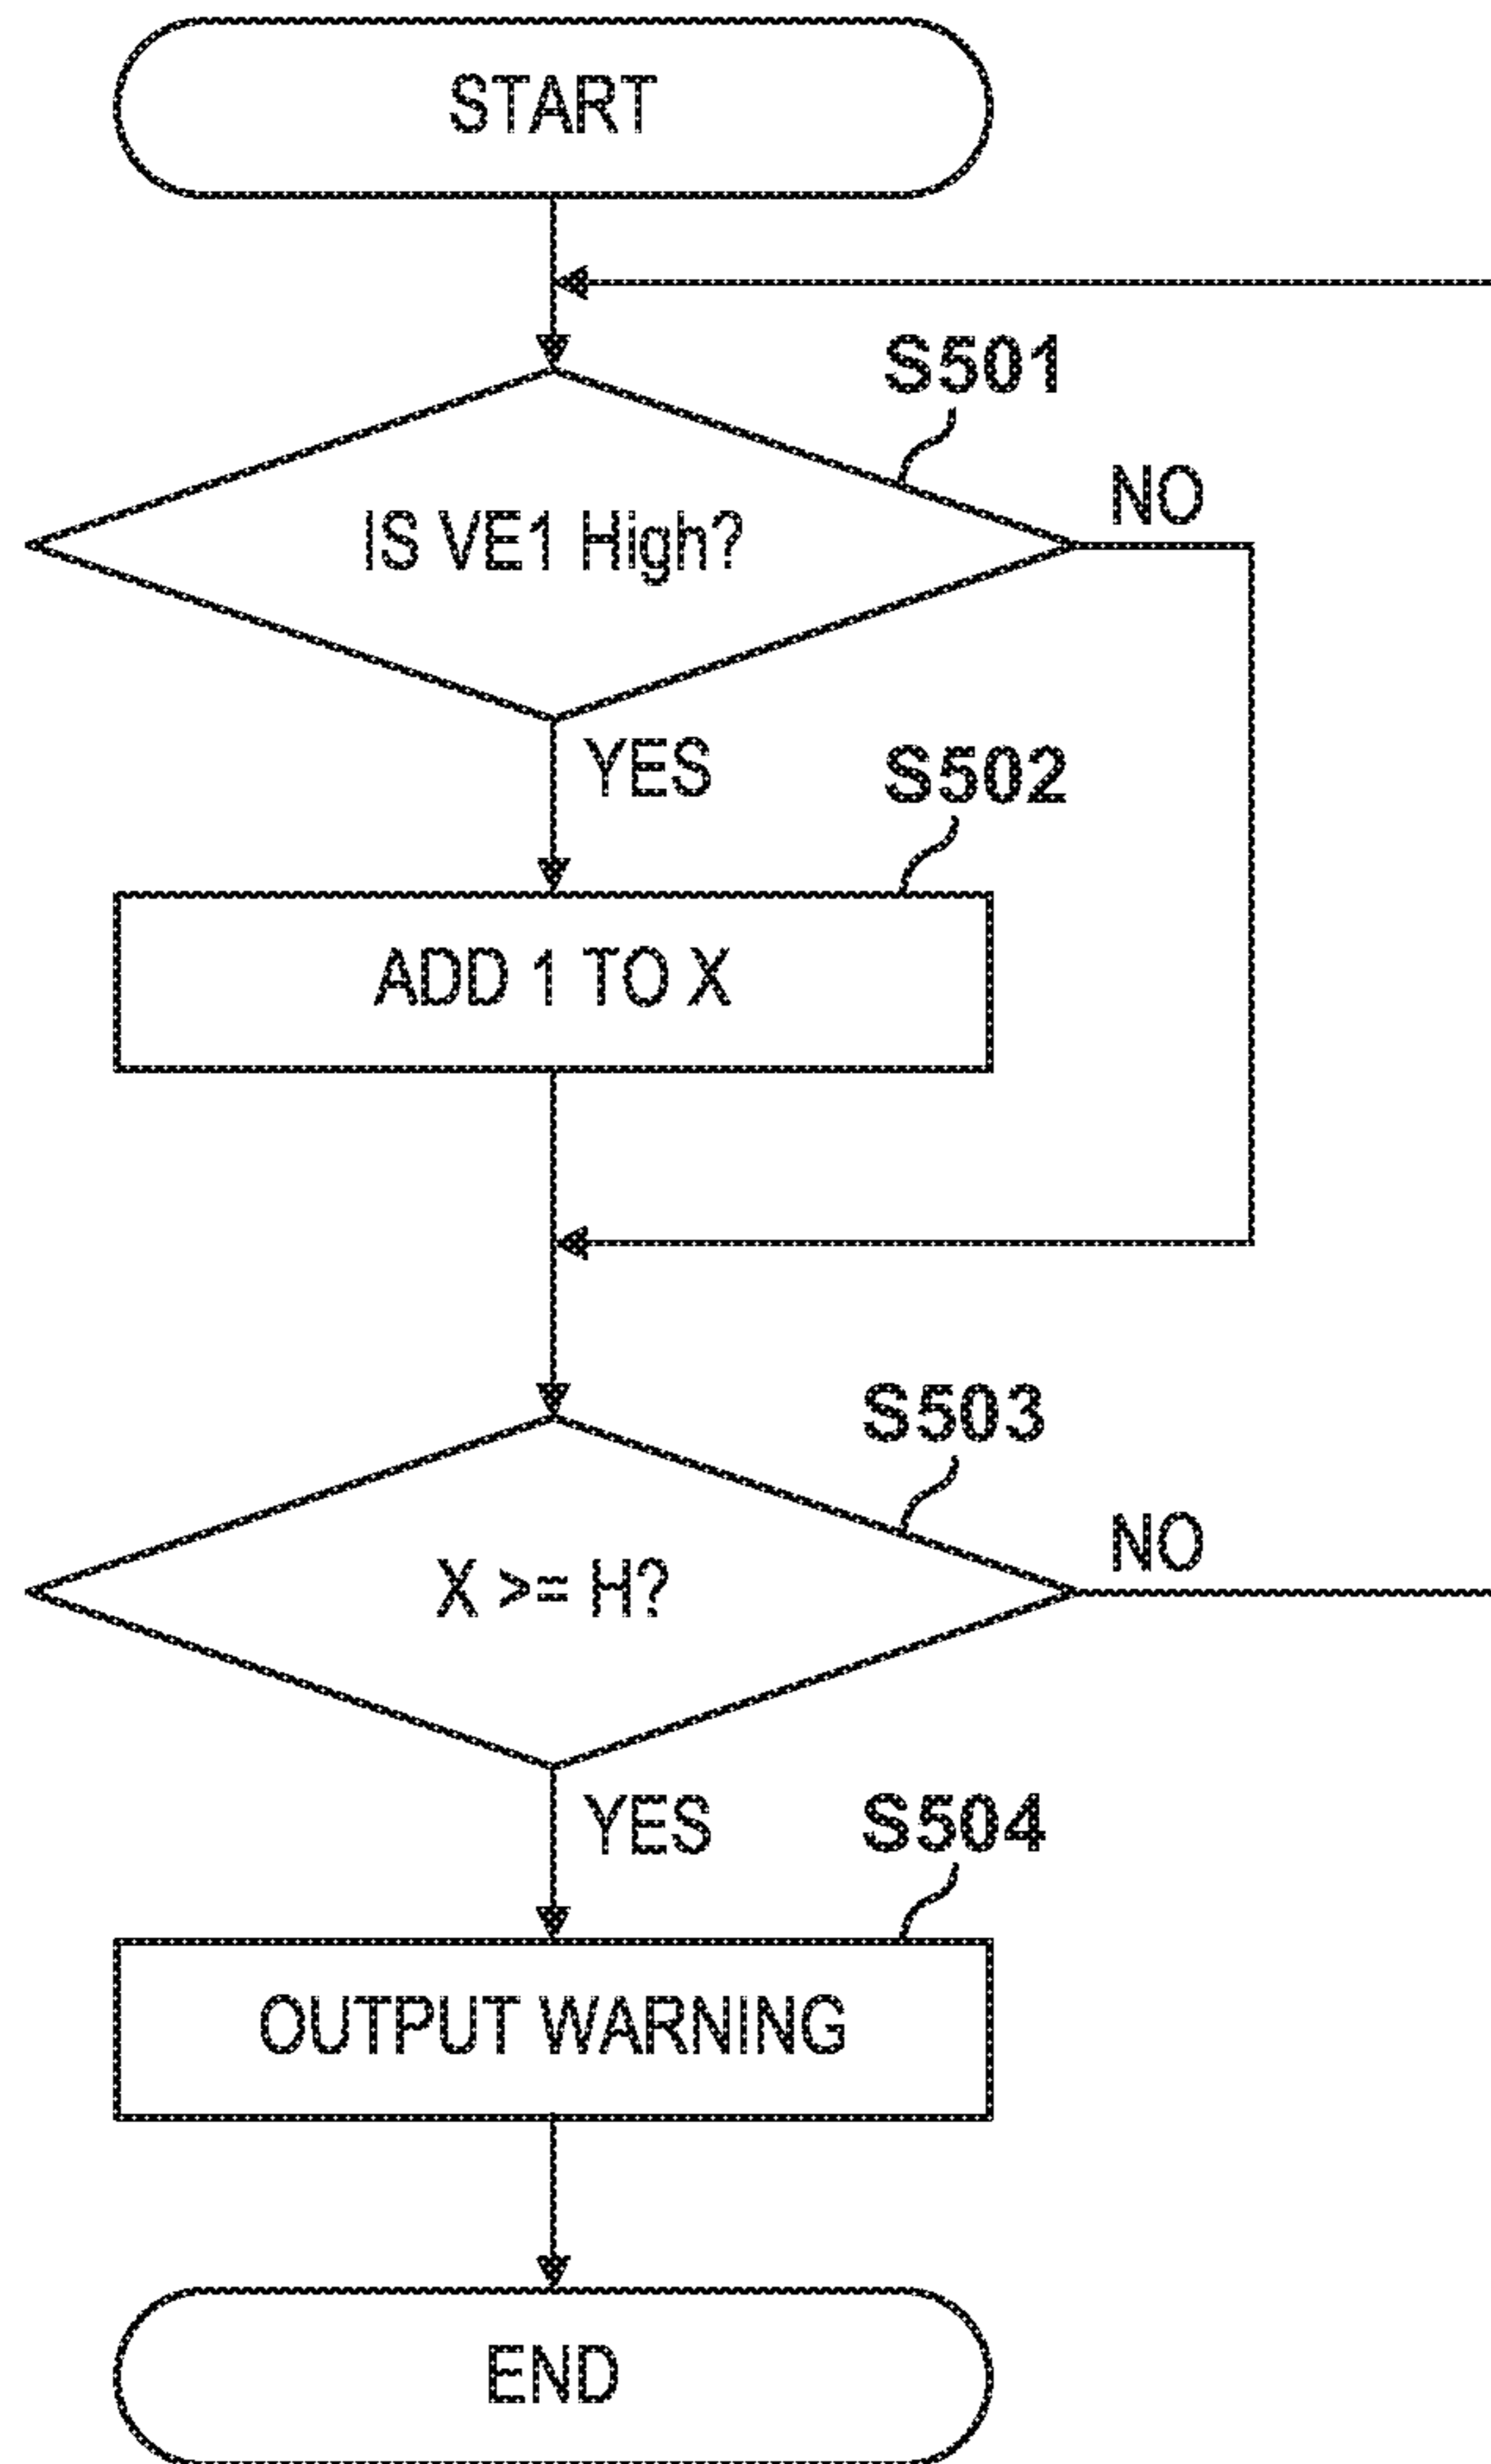 START
S501
NO
IS VE1 High?
YES
S502
ADD 1 TO X
S503
NO
X >= H?
YES
S504
OUTPUT WARNING
END